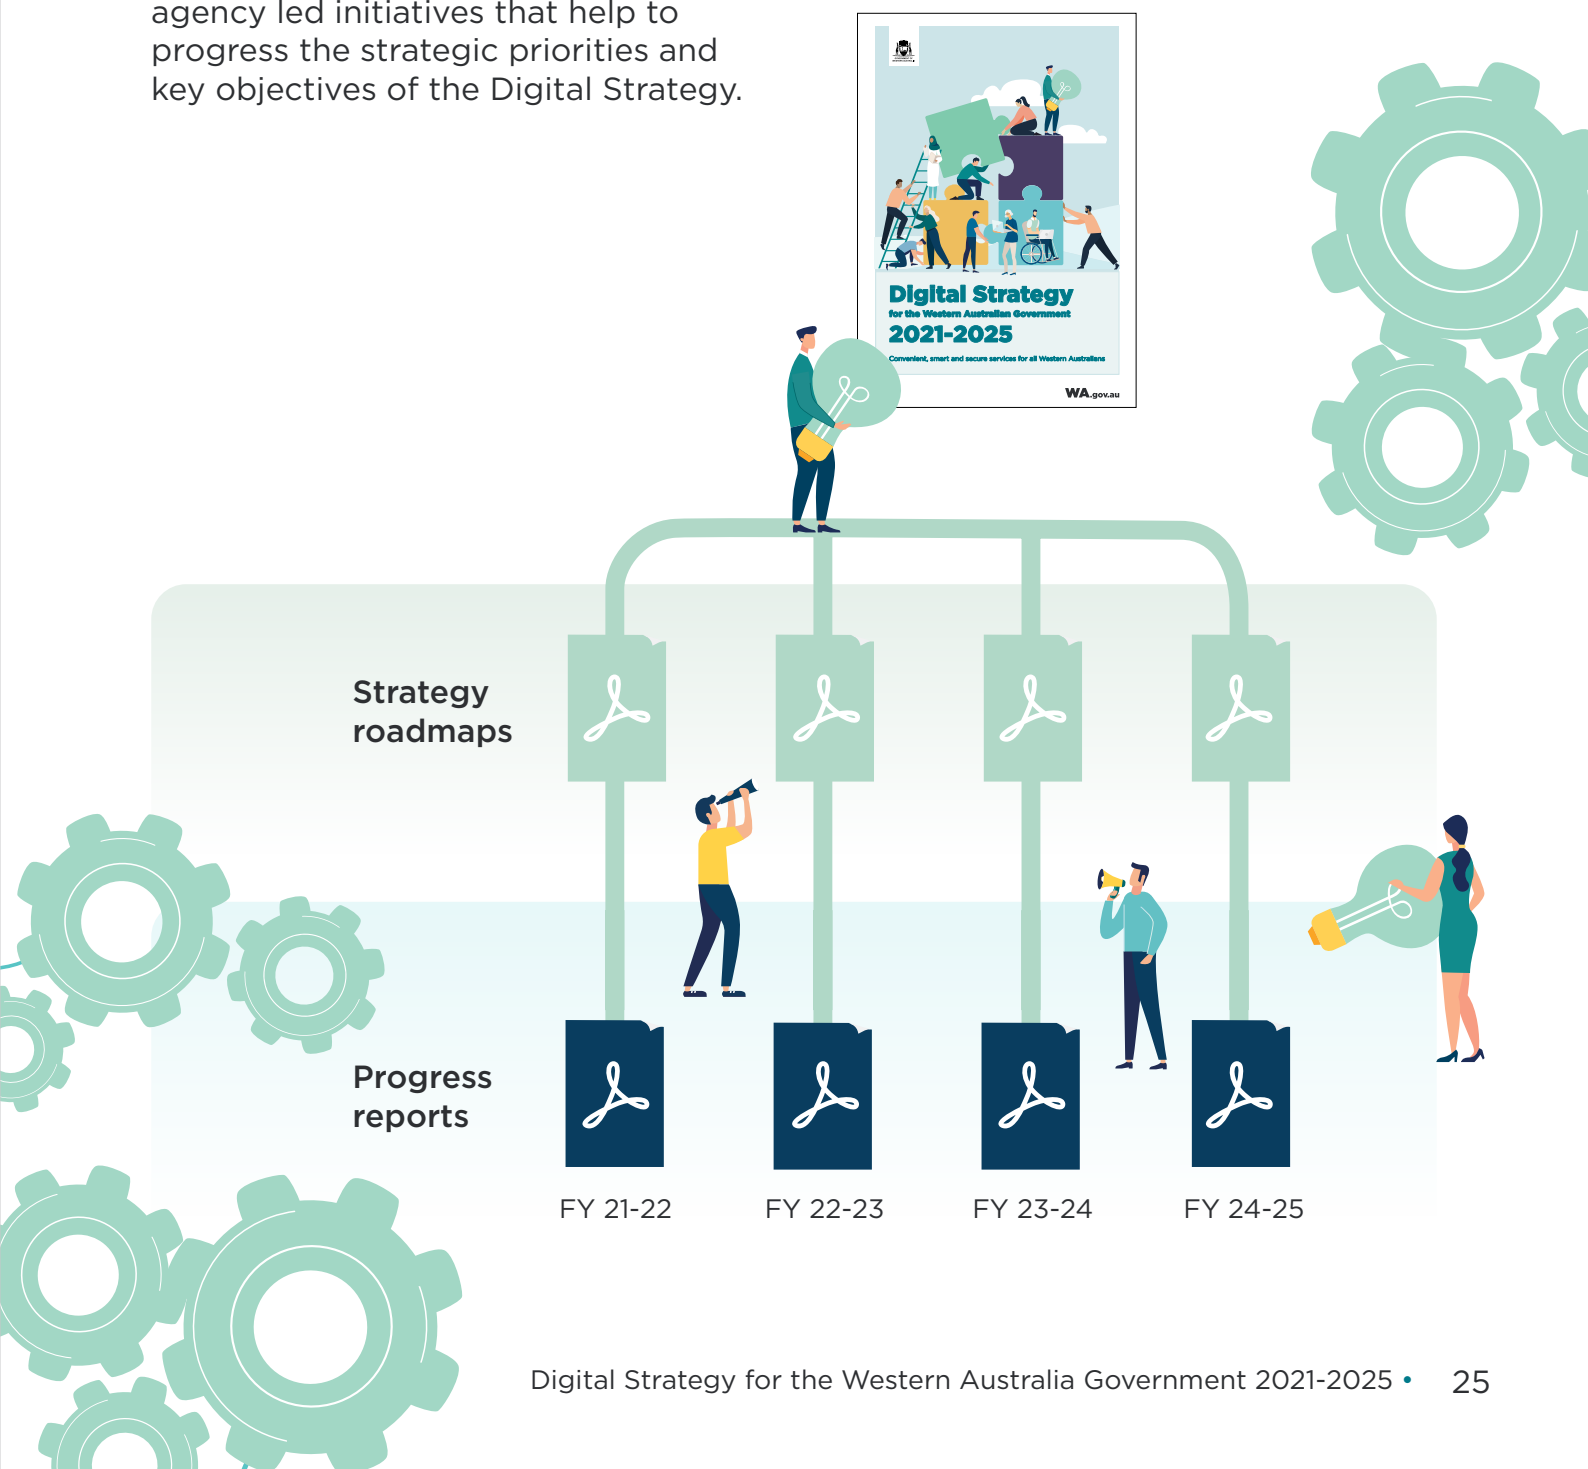 agency led initiatives that help to
progress the strategic priorities and
key objectives of the Digital Strategy.
Digital Strategy
for the Western Australian Government
2021-2025
Convenient, smart and secure services for all Western Australians
WA.gov.au
Strategy
roadmaps
Progress
reports
FY 21-22
FY 22-23
FY 23-24
FY 24-25
Digital Strategy for the Western Australia Government 2021-2025 • 25